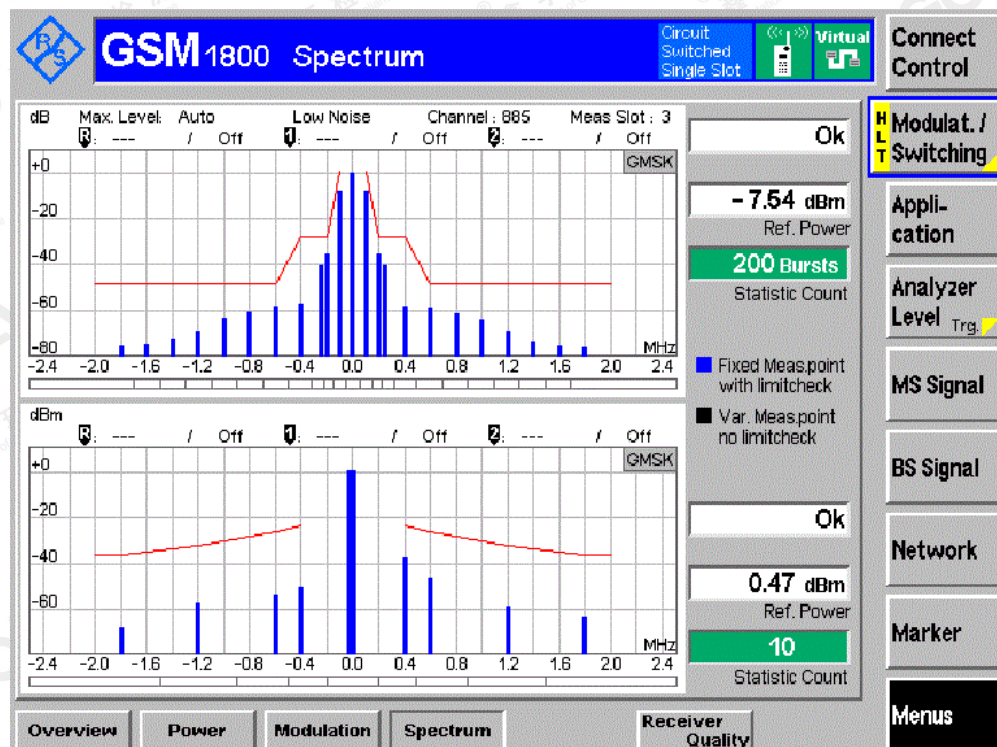 R/S
GSM 1800 Spectrum
Circuit
Switched
Single Slot
Virtual
Connect
Control
dB Max. Level: Auto Low Noise Channel : 885 Meas Slot : 3
R: --- / Off 1: --- / Off 2: --- / Off
GMSK
+0
-20
-40
-60
-80
MHz
-2.4 -2.0 -1.6 -1.2 -0.8 -0.4 0.0 0.4 0.8 1.2 1.6 2.0 2.4
Ok
-7.54 dBm
Ref. Power
200 Bursts
Statistic Count
Fixed Meas.point
with limitcheck
Var. Meas.point
no limitcheck
dBm
R: --- / Off 1: --- / Off 2: --- / Off
GMSK
+0
-20
-40
-60
MHz
-2.4 -2.0 -1.6 -1.2 -0.8 -0.4 0.0 0.4 0.8 1.2 1.6 2.0 2.4
Ok
0.47 dBm
Ref. Power
10
Statistic Count
HLT
Modulat. /
Switching
Appli-
cation
Analyzer
Level Trg.
MS Signal
BS Signal
Network
Marker
Menus
Overview
Power
Modulation
Spectrum
Receiver
Quality